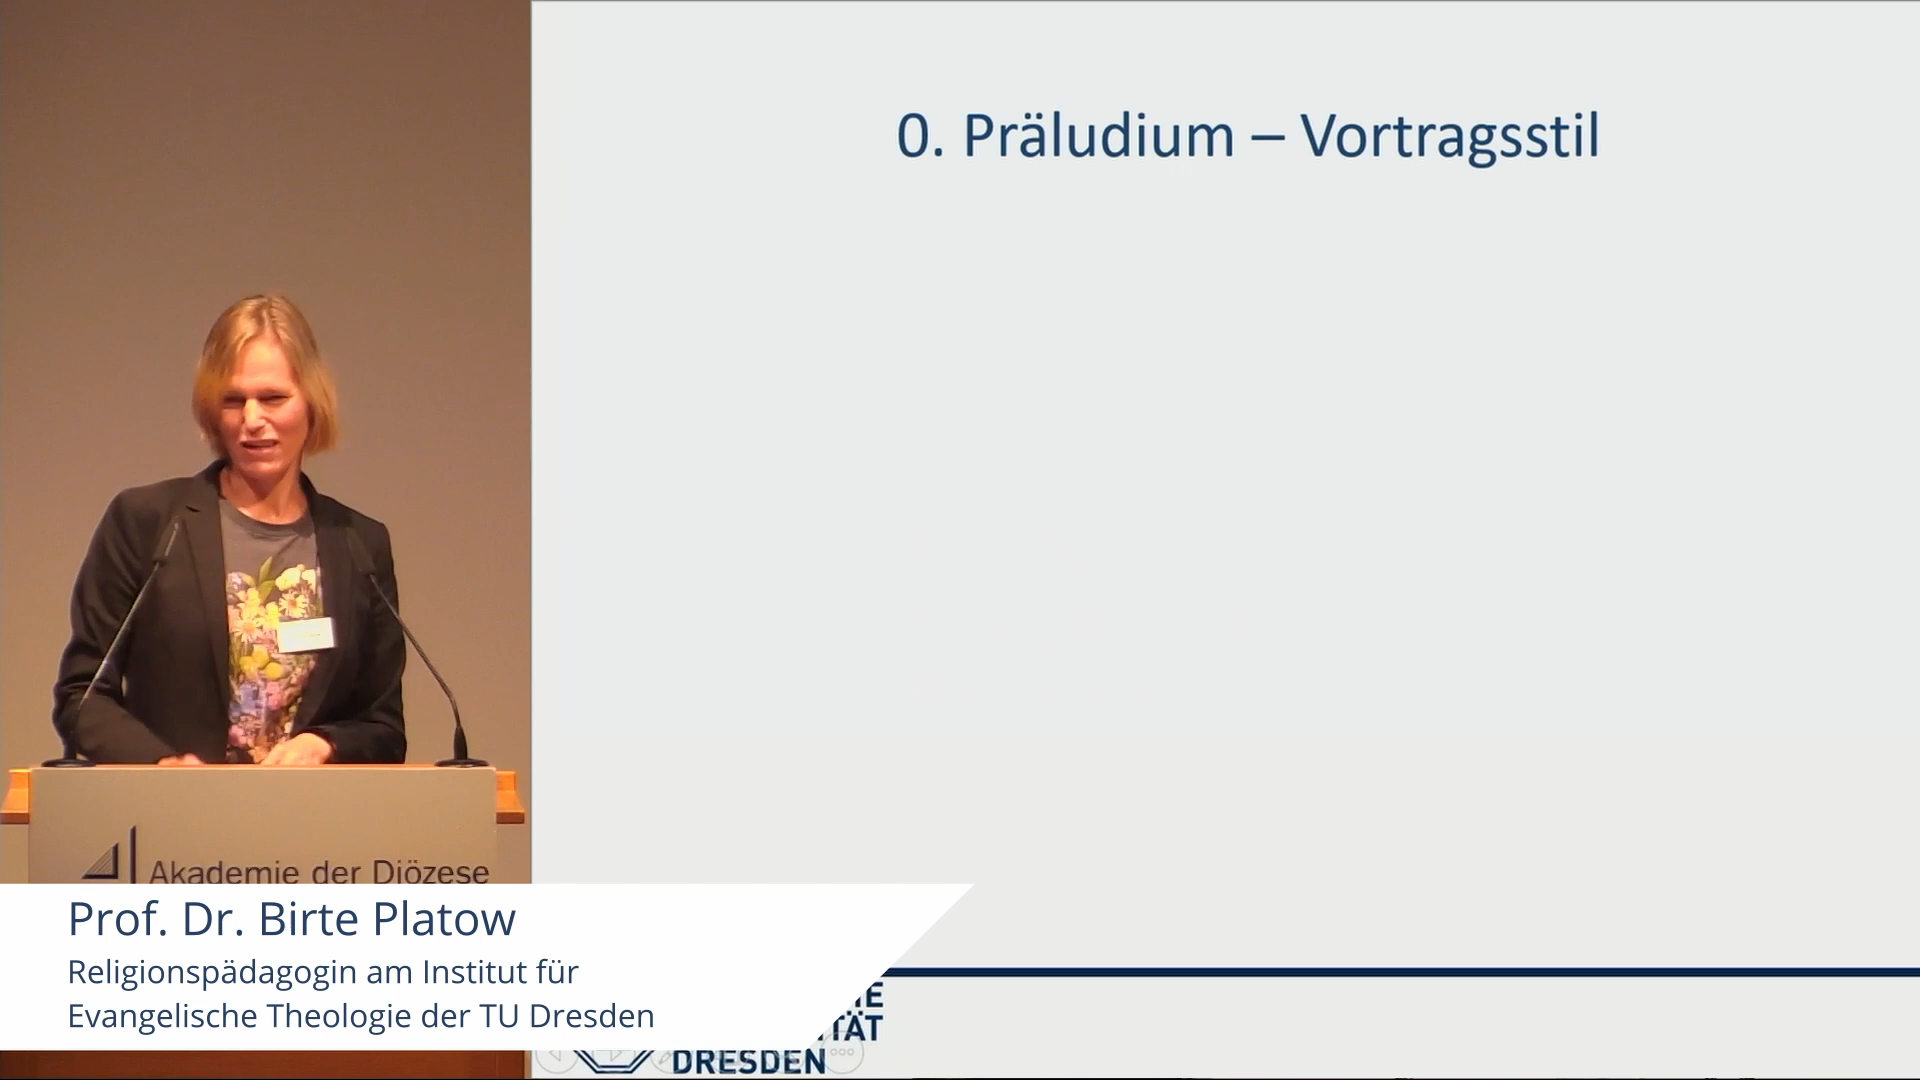 0. Präludium – Vortragsstil
Akademie der Diözese
Prof. Dr. Birte Platow
Religionspädagogin am Institut für
Evangelische Theologie der TU Dresden
DRESDEN